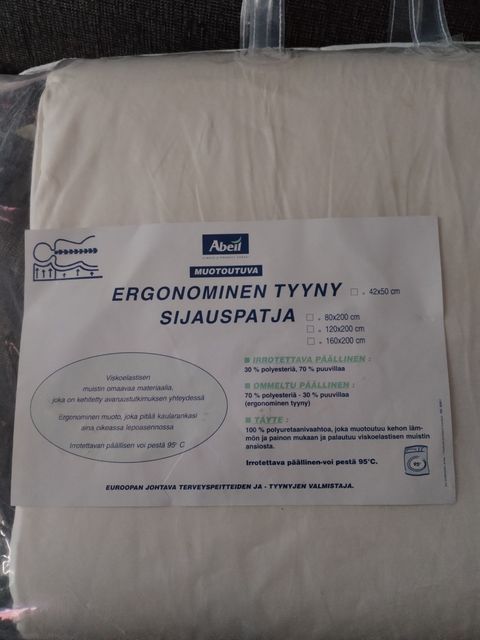 Abeil
MUOTOUTUVA
ERGONOMINEN TYYNY □ = 42x50 cm
SIJAUSPATJA □ = 80x200 cm
□ = 120x200 cm
□ = 160x200 cm
Viskoelastisen
muistin omaavaa materiaalia,
joka on kehitetty avaruustutkimuksen yhteydessä
Ergonominen muoto, joka pitää kaularankasi
aina oikeassa lepoasennossa
Irrotettavan päällisen voi pestä 95° C
IRROTETTAVA PÄÄLLINEN :
30 % polyesteriä, 70 % puuvillaa
OMMELTU PÄÄLLINEN :
70 % polyesteriä - 30 % puuvillaa
(ergonominen tyyny)
TÄYTE :
100 % polyuretaanivaahtoa, joka muotoutuu kehon läm-
mön ja painon mukaan ja palautuu viskoelastisen muistin
ansiosta.
Irrotettava päällinen-voi pestä 95°C.
95°
EUROOPAN JOHTAVA TERVEYSPEITTEIDEN JA - TYYNYJEN VALMISTAJA.